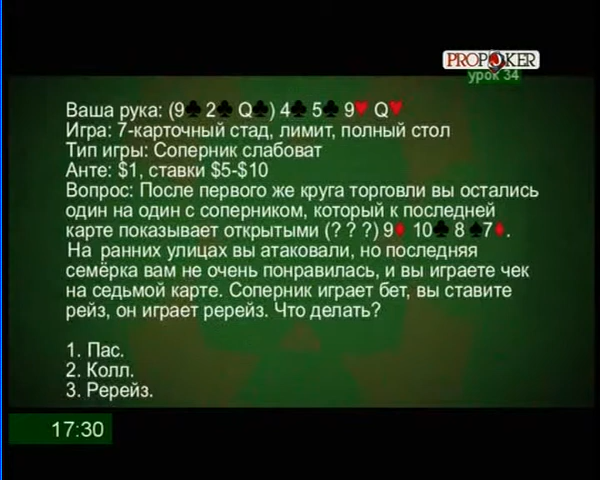 PROPOKER
урок 34
Ваша рука: (9♣ 2♣ Q♣) 4♣ 5♣ 9♥ Q♥
Игра: 7-карточный стад, лимит, полный стол
Тип игры: Соперник слабоват
Анте: $1, ставки $5-$10
Вопрос: После первого же круга торговли вы остались
один на один с соперником, который к последней
карте показывает открытыми (? ? ?) 9♦ 10♣ 8♠ 7♦.
На ранних улицах вы атаковали, но последняя
семёрка вам не очень понравилась, и вы играете чек
на седьмой карте. Соперник играет бет, вы ставите
рейз, он играет ререйз. Что делать?
1. Пас.
2. Колл.
3. Ререйз.
17:30